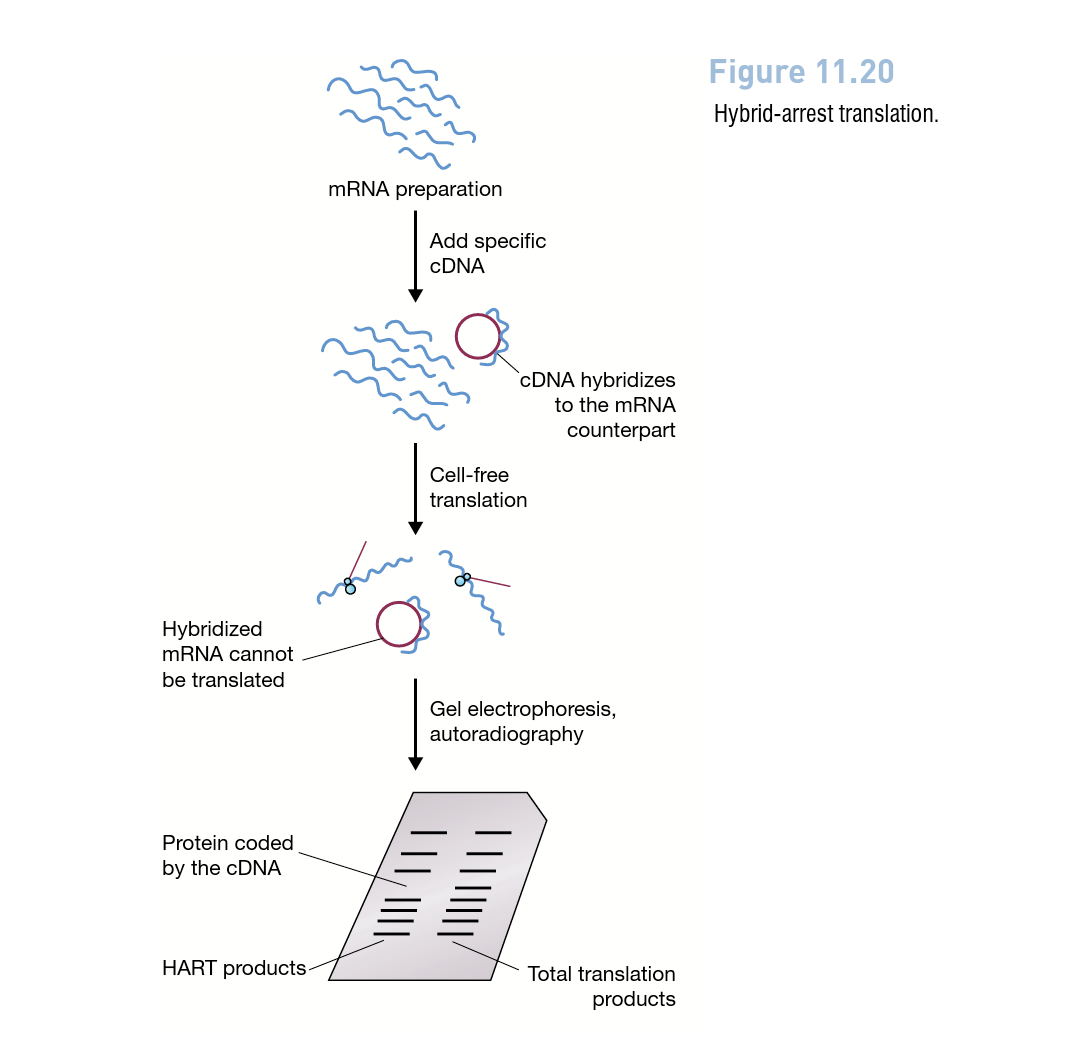 Figure 11.20
Hybrid-arrest translation.
mRNA preparation
Add specific
cDNA
cDNA hybridizes
to the mRNA
counterpart
Cell-free
translation
Hybridized
mRNA cannot
be translated
Gel electrophoresis,
autoradiography
Protein coded
by the cDNA
HART products
Total translation
products